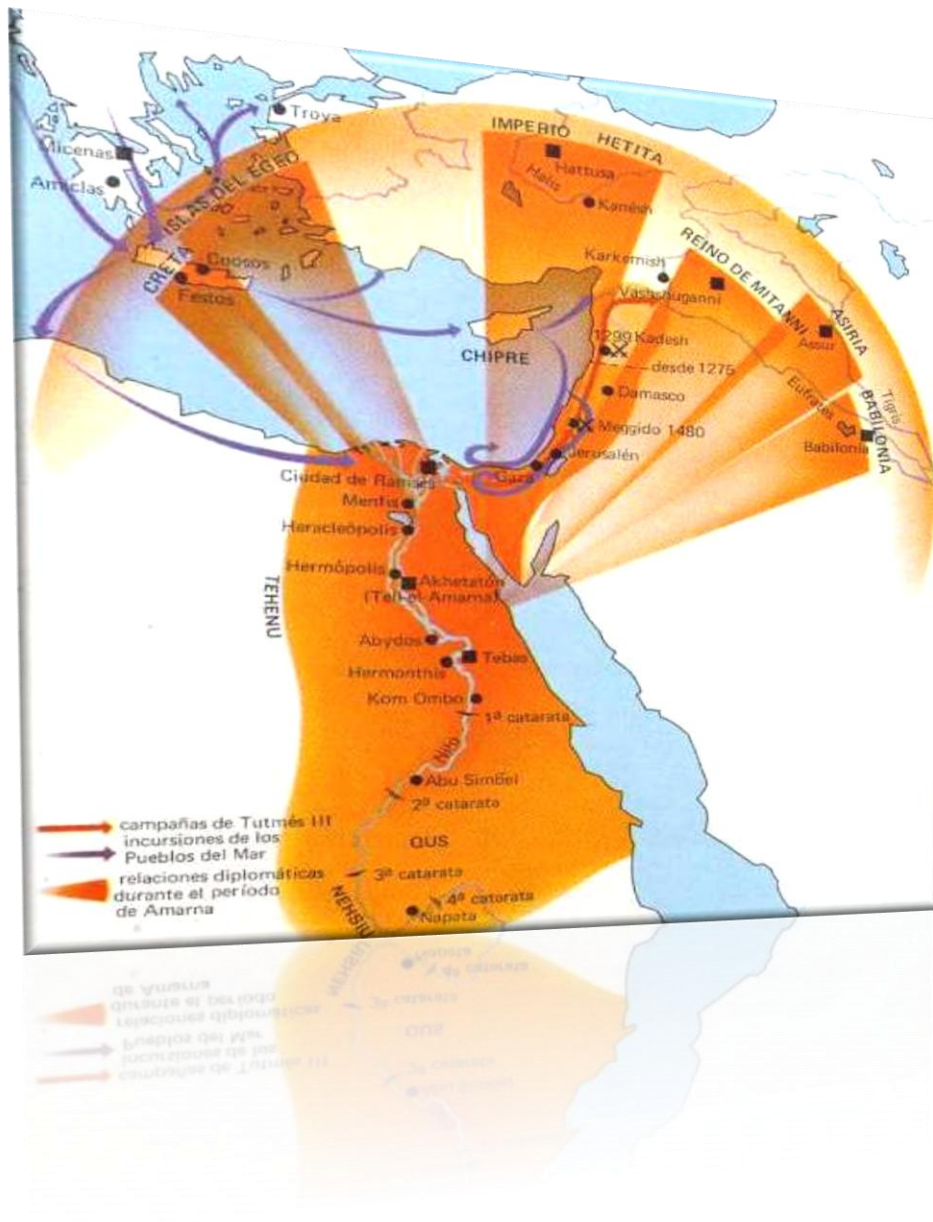 Troya
IMPERIO HETITA
Micenas
Hattusa
Amiclas
Halis
ISLAS DEL EGEO
Kanésh
REINO DE MITANNI
Karkemish
CRETA
Cnosos
Festos
Vashshuganni
ASIRIA
Assur
1299 Kadesh
CHIPRE
desde 1275
Damasco
Eufrates
Tigris
BABILONIA
Babilonia
Meggido 1480
Jerusalén
Gaza
Ciudad de Ramsés
Menfis
Heracleópolis
Hermópolis
Akhetatón
(Tell-el-Amarna)
TEHENU
Abydos
Tebas
Hermonthis
Kom Ombo
1ª catarata
Nilo
Abu Simbel
2ª catarata
campañas de Tutmés III
incursiones de los
Pueblos del Mar
QUS
relaciones diplomáticas
durante el período
de Amarna
3ª catarata
4ª catarata
Napata